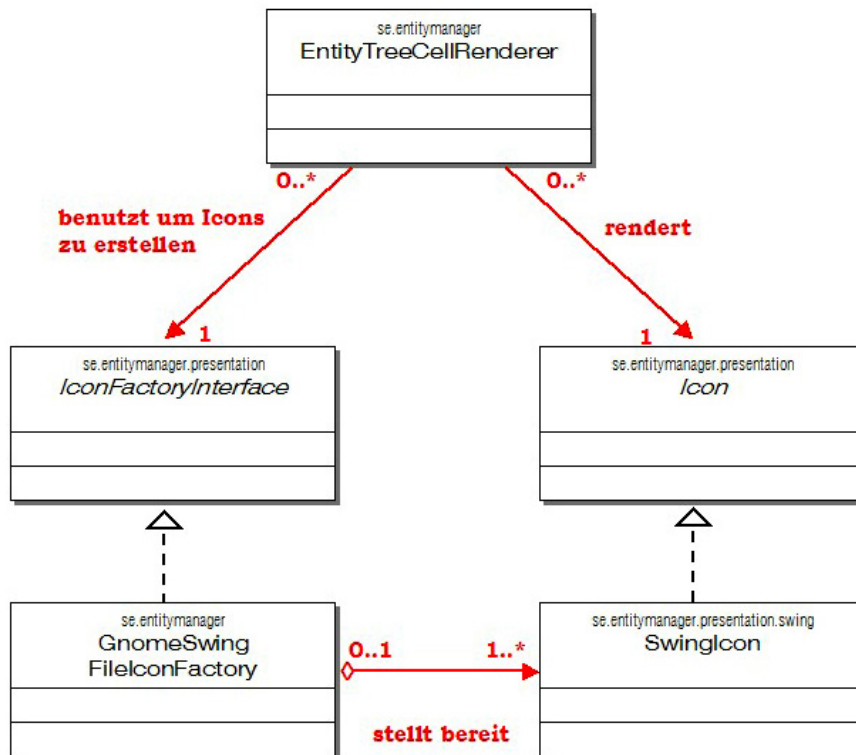 se.entitymanager
EntityTreeCellRenderer
0..*
0..*
benutzt um Icons
zu erstellen
rendert
1
1
se.entitymanager.presentation
IconFactoryInterface
se.entitymanager.presentation
Icon
se.entitymanager
GnomeSwing
FileIconFactory
se.entitymanager.presentation.swing
SwingIcon
0..1
1..*
stellt bereit